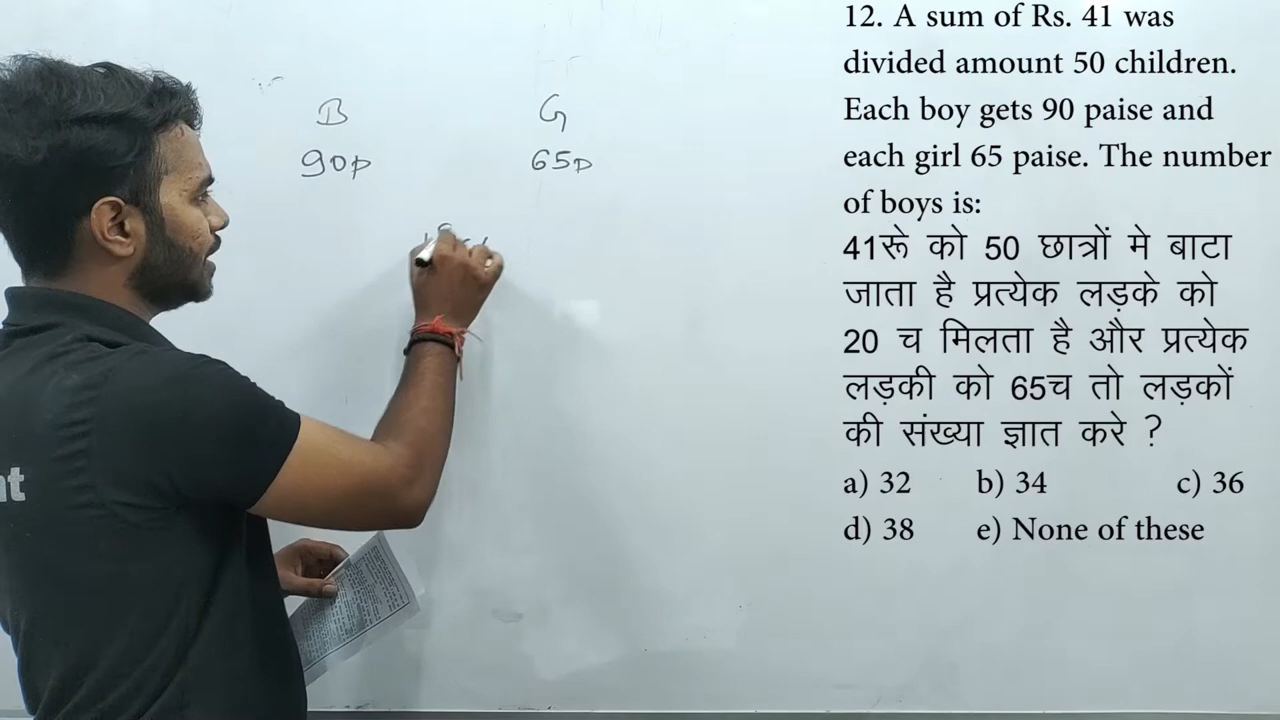 B G
90p 65p
nt
12. A sum of Rs. 41 was
divided amount 50 children.
Each boy gets 90 paise and
each girl 65 paise. The number
of boys is:
41रू को 50 छात्रों मे बाटा
जाता है प्रत्येक लड़के को
20 च मिलता है और प्रत्येक
लड़की को 65च तो लड़कों
की संख्या ज्ञात करे ?
a) 32 b) 34 c) 36
d) 38 e) None of these